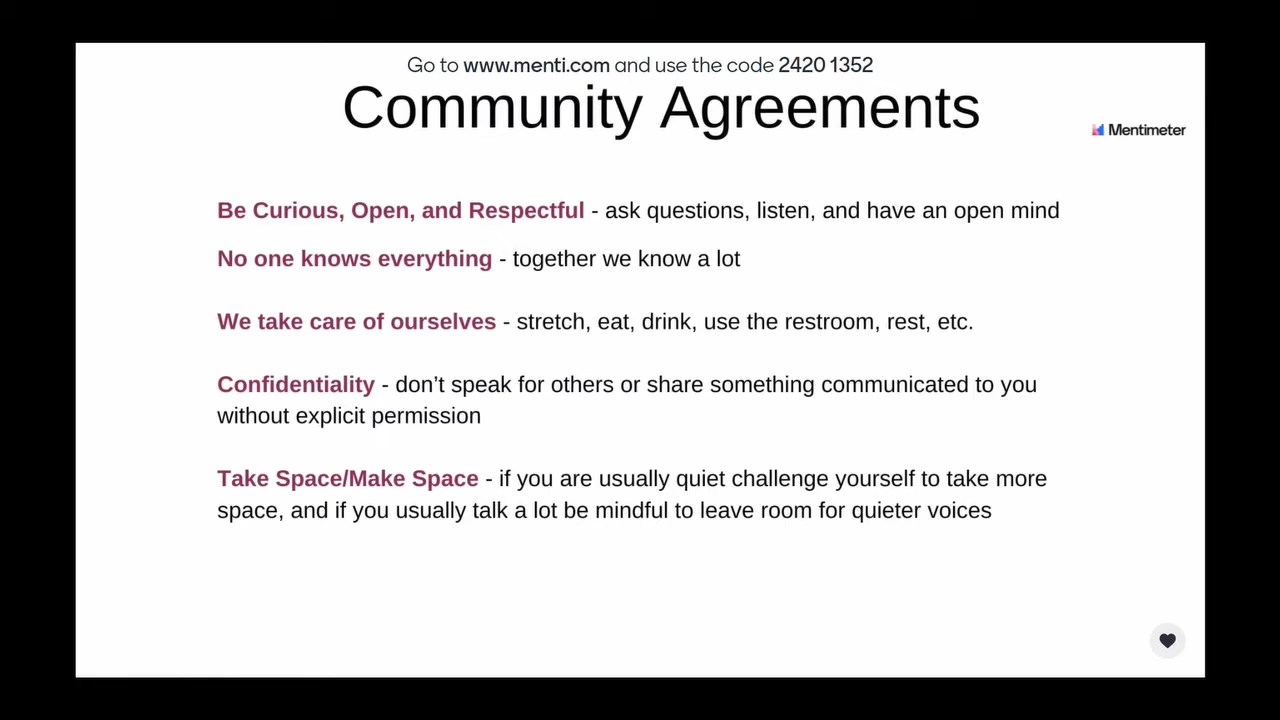 Go to www.menti.com and use the code 2420 1352
Community Agreements
Mentimeter
Be Curious, Open, and Respectful - ask questions, listen, and have an open mind
No one knows everything - together we know a lot
We take care of ourselves - stretch, eat, drink, use the restroom, rest, etc.
Confidentiality - don’t speak for others or share something communicated to you
without explicit permission
Take Space/Make Space - if you are usually quiet challenge yourself to take more
space, and if you usually talk a lot be mindful to leave room for quieter voices